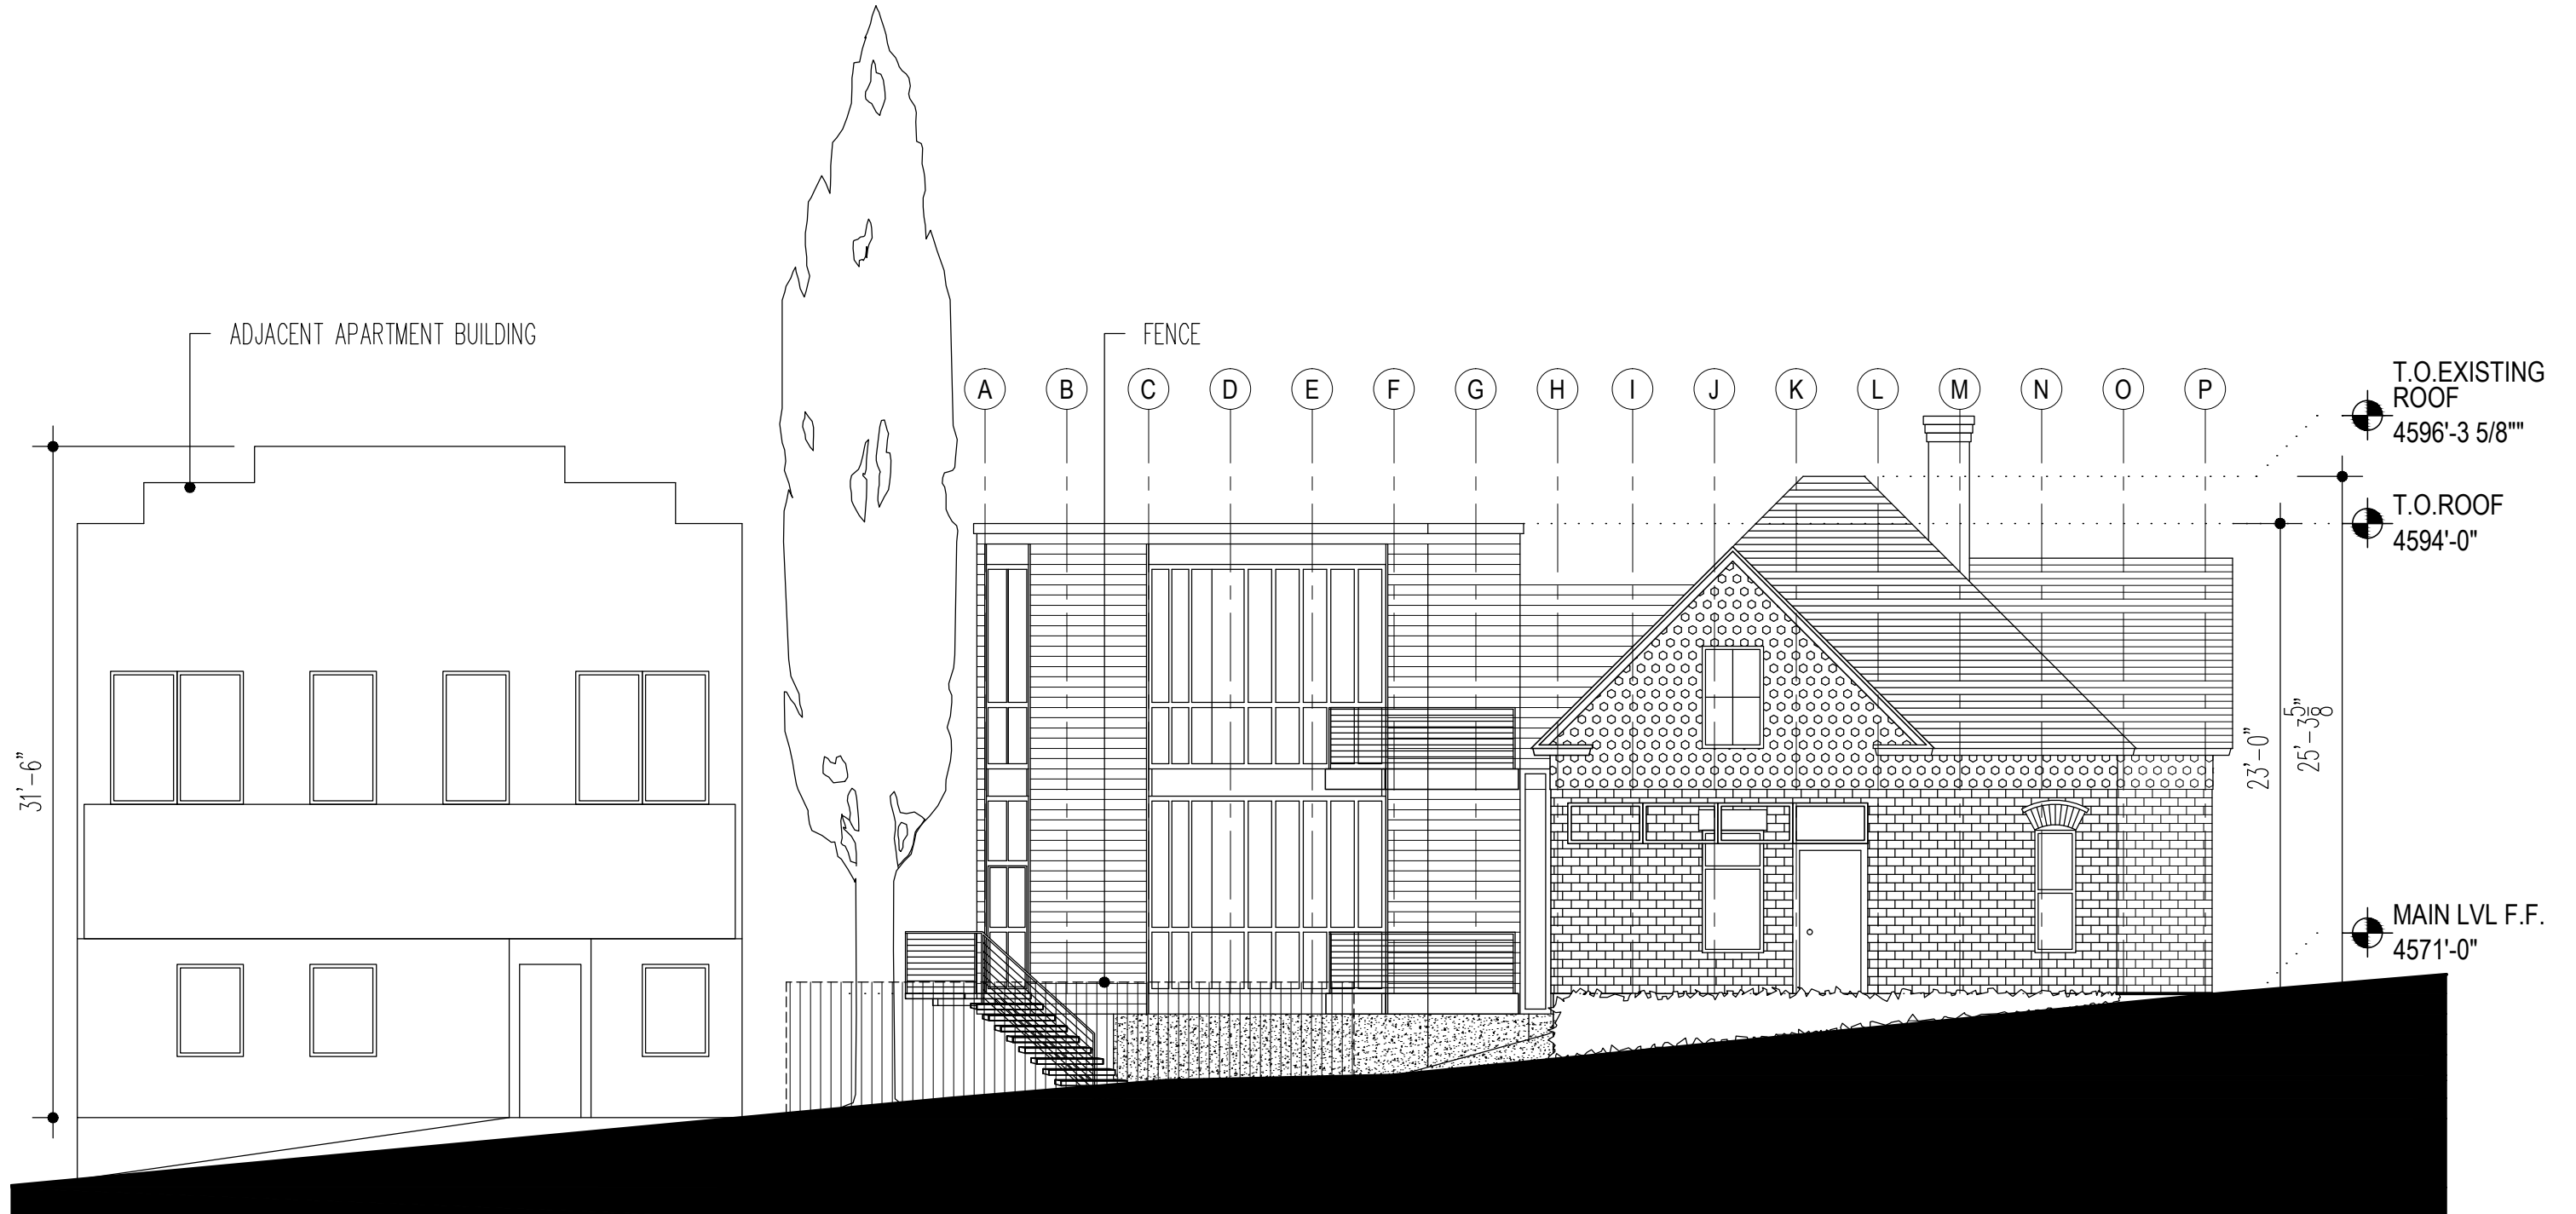 ADJACENT APARTMENT BUILDING
FENCE
A B C D E F G H I J K L M N O P
T.O.EXISTING
ROOF
4596'-3 5/8""
T.O.ROOF
4594'-0"
31'-6"
23'-0"
25'-3 5/8"
MAIN LVL F.F.
4571'-0"